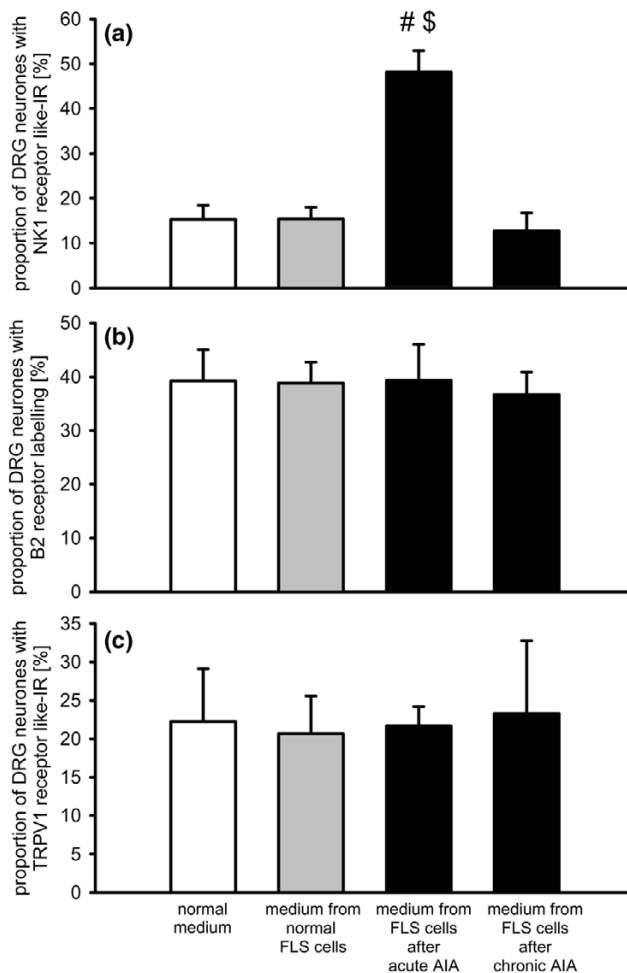 proportion of DRG neurones with
NK1 receptor like-IR [%]
(a)
# $
60
50
40
30
20
10
0
proportion of DRG neurones with
B2 receptor labelling [%]
(b)
50
40
30
20
10
0
proportion of DRG neurones with
TRPV1 receptor like-IR [%]
(c)
35
30
25
20
15
10
5
0
normal
medium
medium from
normal
FLS cells
medium from
FLS cells
after
acute AIA
medium from
FLS cells
after
chronic AIA